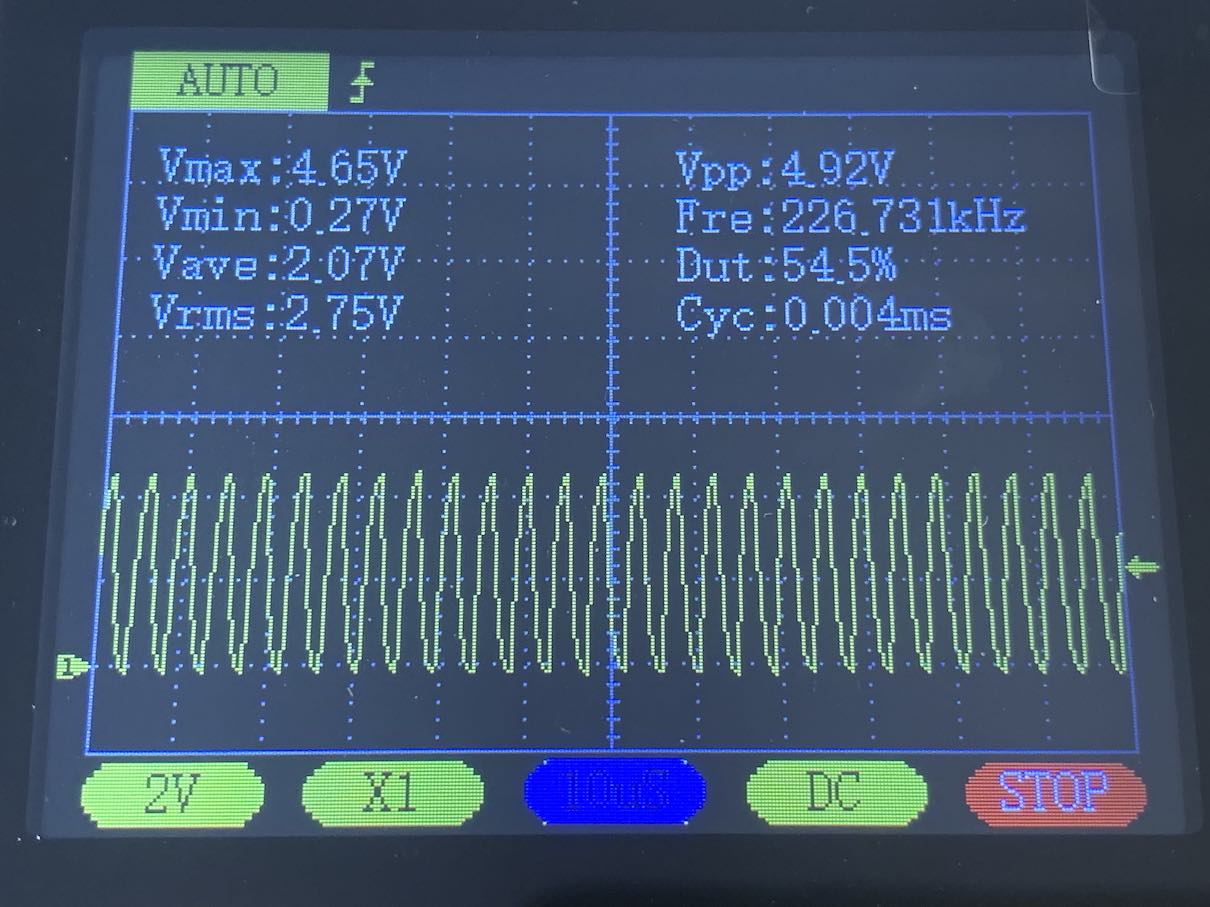 AUTO
Vmax:4.65V
Vpp:4.92V
Vmin:0.27V
Fre:226.731kHz
Vave:2.07V
Dut:54.5%
Vrms:2.75V
Cyc:0.004ms
1
2V
X1
10uS
DC
STOP